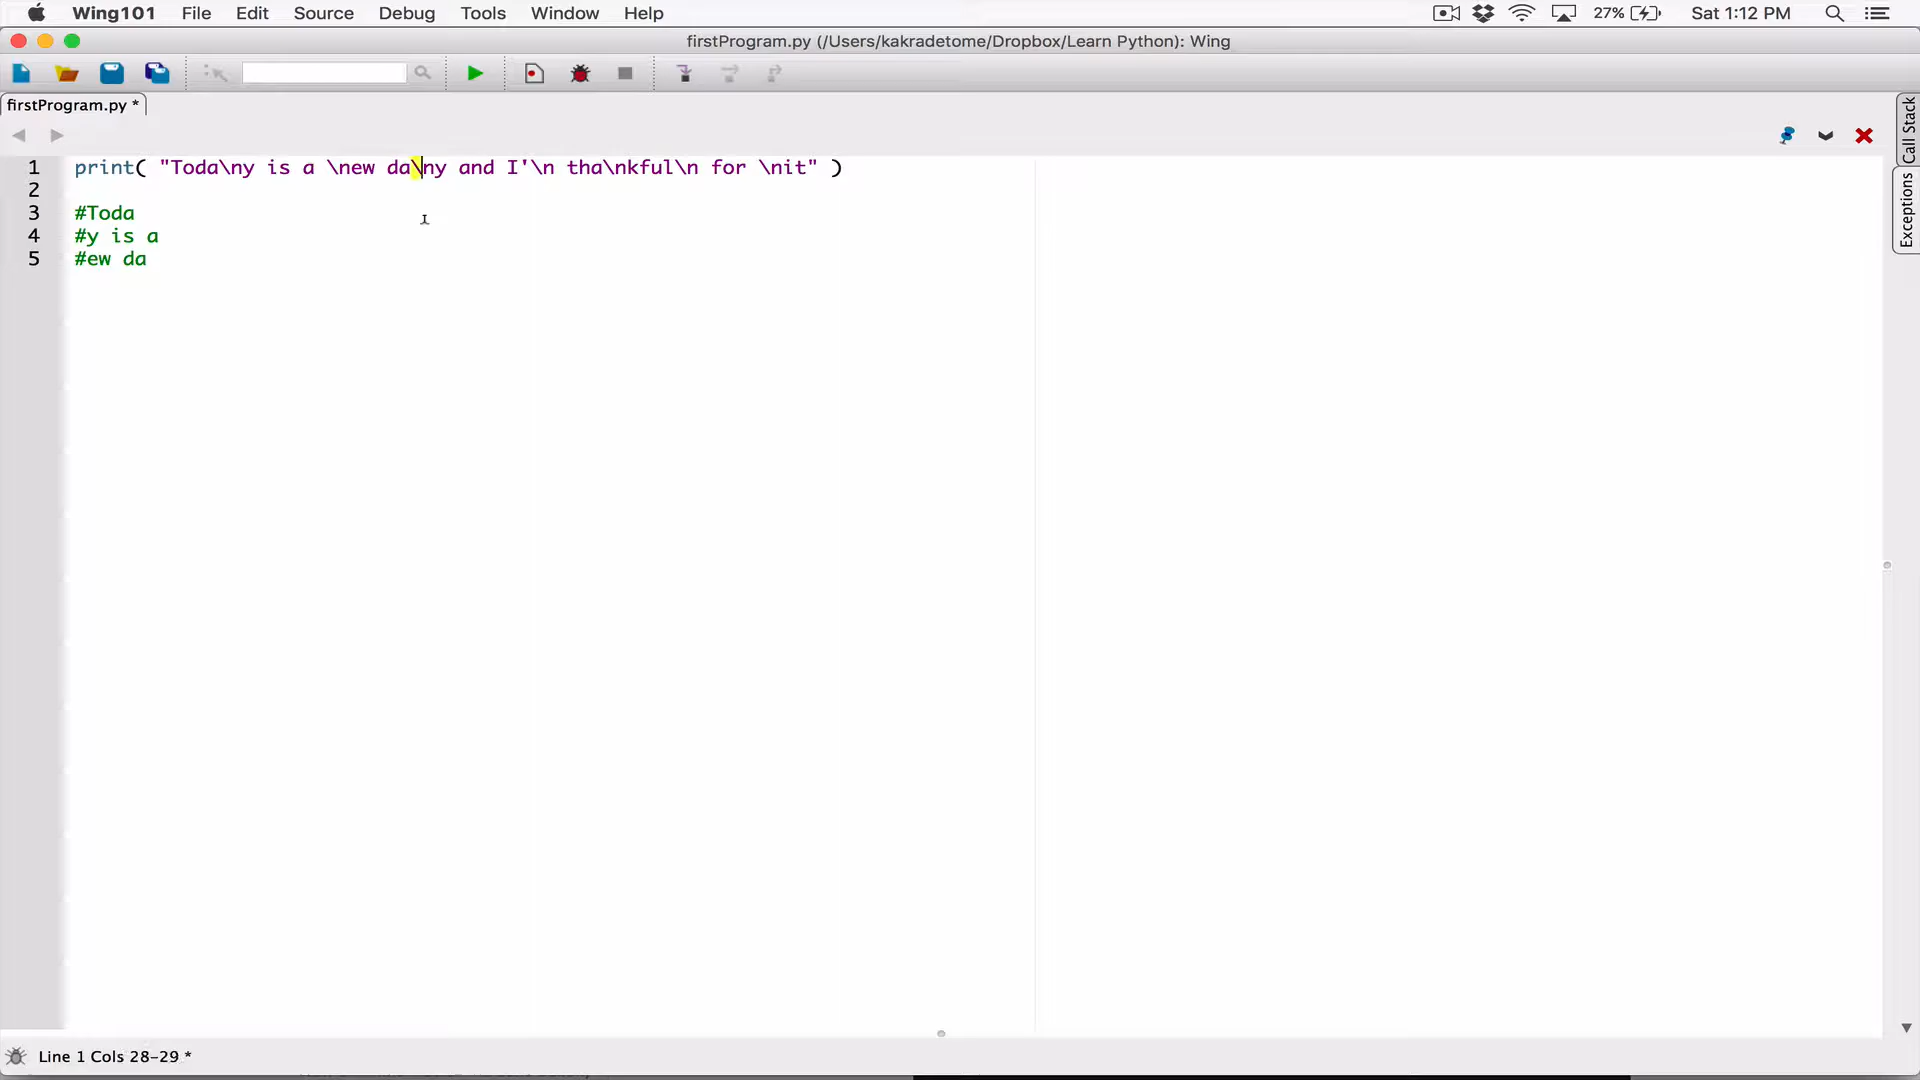 Wing101 File Edit Source Debug Tools Window Help 27% Sat 1:12 PM
firstProgram.py (/Users/kakradetome/Dropbox/Learn Python): Wing
firstProgram.py *
1 print( "Toda\ny is a \new da\ny and I'\n tha\nkful\n for \nit" )
2
3 #Toda
4 #y is a
5 #ew da
Call Stack
Exceptions
Line 1 Cols 28-29 *